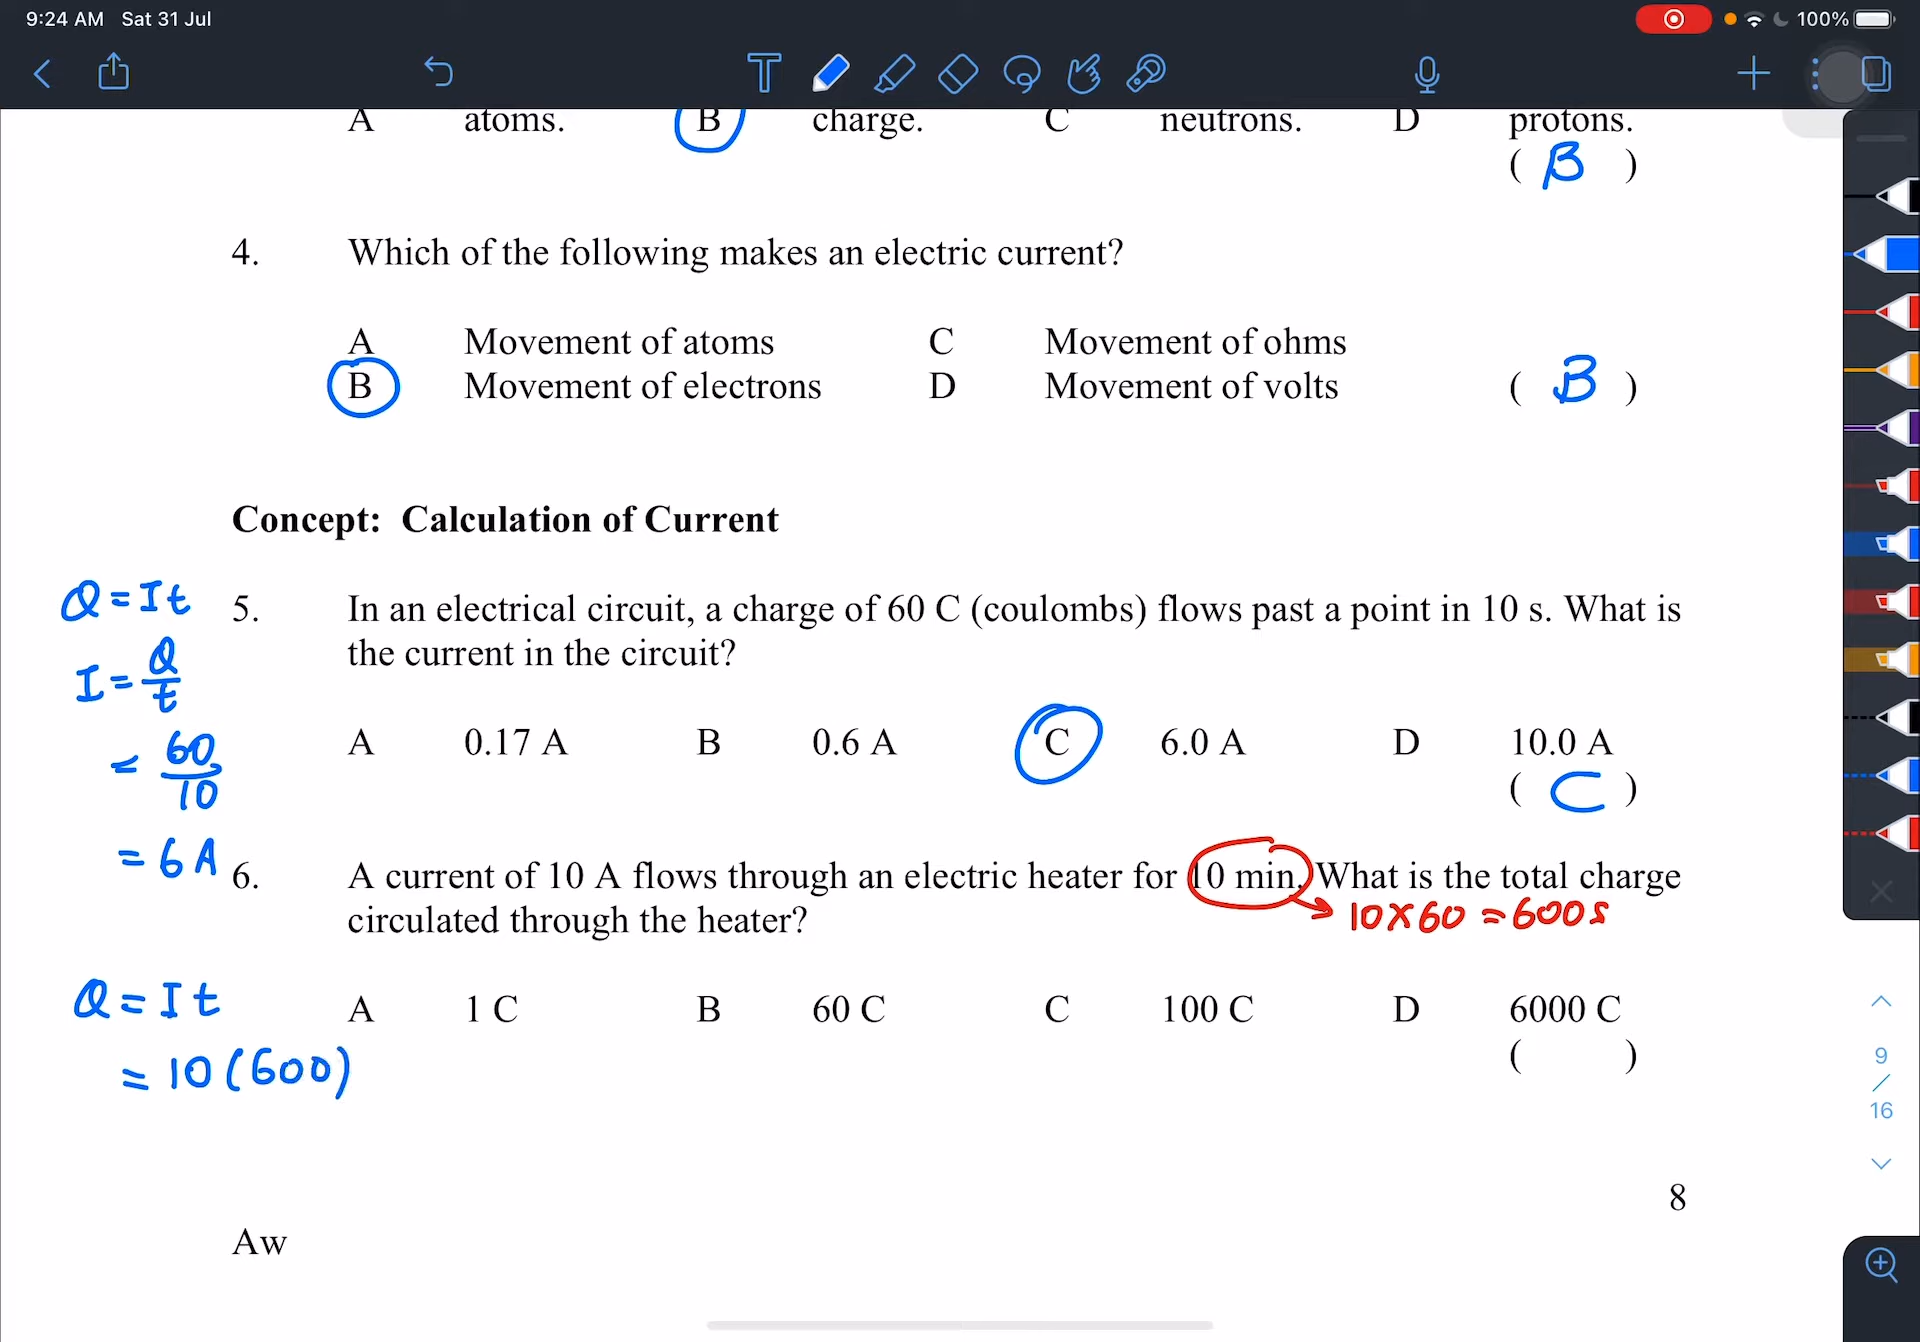 9:24 AM Sat 31 Jul 100%
A atoms. B charge. C neutrons. D protons.
( B )
4. Which of the following makes an electric current?
A Movement of atoms C Movement of ohms
B Movement of electrons D Movement of volts ( B )
Concept: Calculation of Current
Q = It
5. In an electrical circuit, a charge of 60 C (coulombs) flows past a point in 10 s. What is
the current in the circuit?
I = Q/t
A 0.17 A B 0.6 A C 6.0 A D 10.0 A
= 60/10
( C )
= 6 A
6. A current of 10 A flows through an electric heater for 10 min. What is the total charge
circulated through the heater?
10 x 60 = 600 s
Q = It
A 1 C B 60 C C 100 C D 6000 C
( )
= 10 (600)
9
/
16
8
Aw